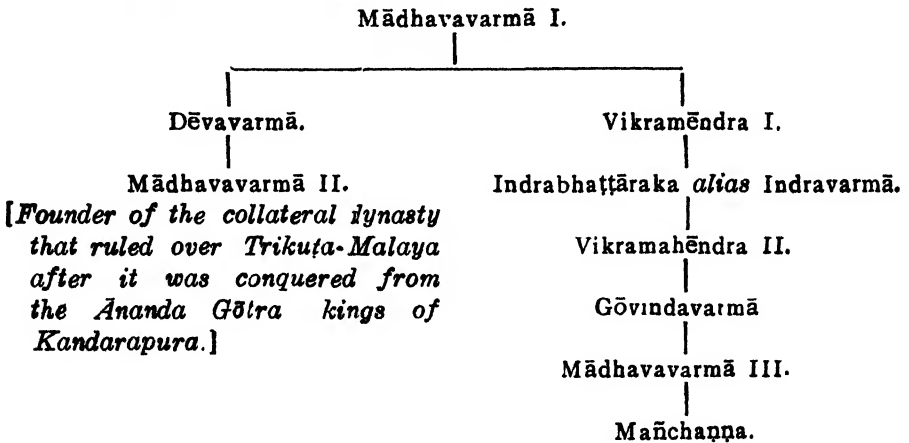 Mādhavavarmā I.
Dēvavarmā. Vikramēndra I.
Mādhavavarmā II. Indrabhaṭṭāraka alias Indravarmā.
[Founder of the collateral dynasty
that ruled over Trikuṭa-Malaya
after it was conquered from
the Ānanda Gōtra kings of
Kandarapura.]
Vikramahēndra II.
Gōvındavarmā
Mādhavavarmā III.
Mañchaṇṇa.